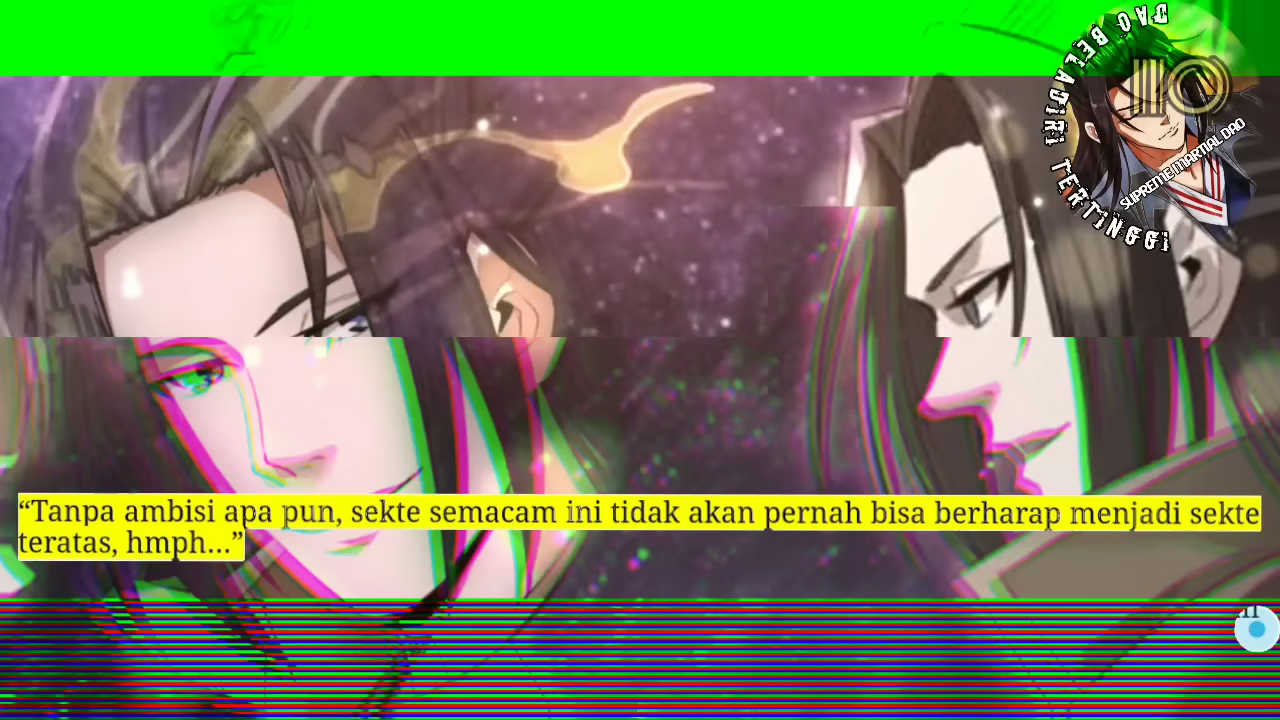 DAO BELADIRI TERTINGGI
SUPREME MARTIAL DAO
“Tanpa ambisi apa pun, sekte semacam ini tidak akan pernah bisa berharap menjadi sekte
teratas, hmph...”